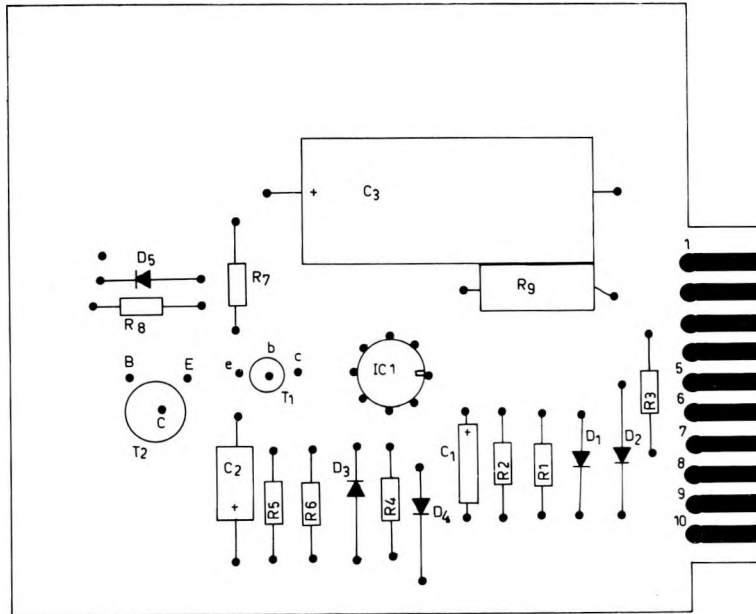 + C3
1
D5
R7
R9
R8
B E
e b c
T1
IC1
5
R3
6
C
T2
+
C1
R2
R1
D1
D2
7
C2
+
R5
R6
D3
R4
D4
8
9
10